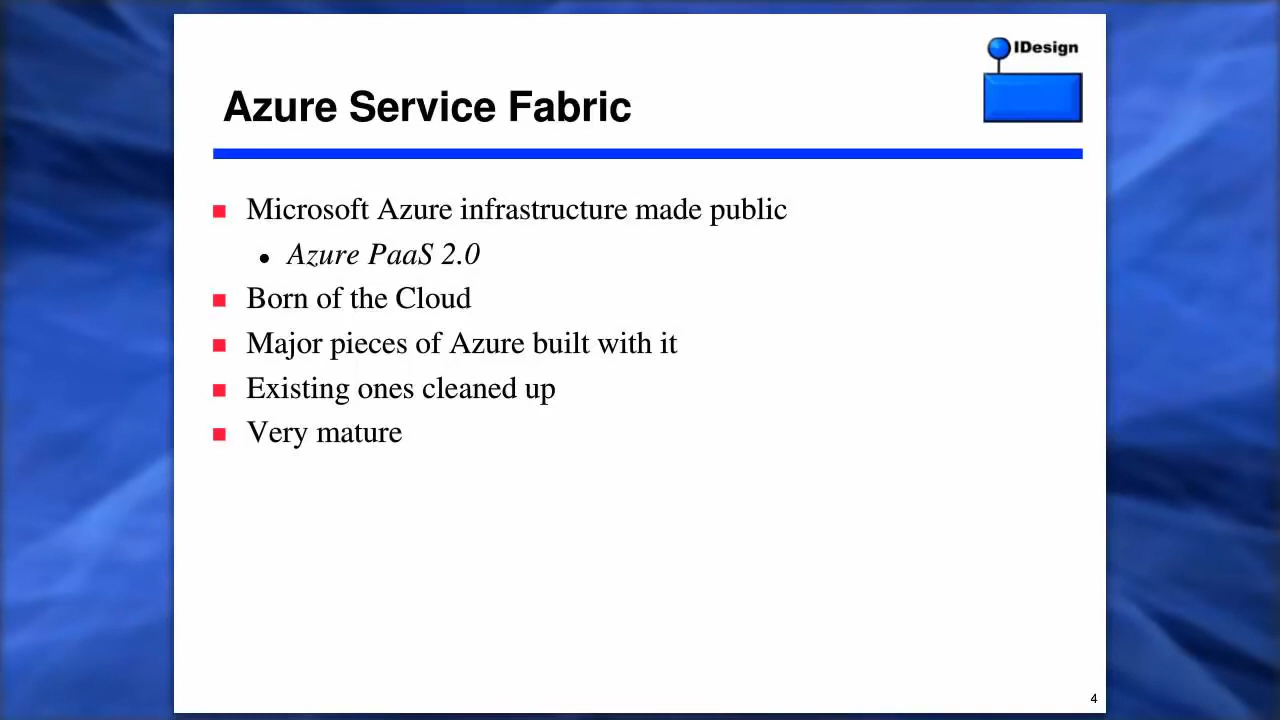 IDesign
Azure Service Fabric
Microsoft Azure infrastructure made public
Azure PaaS 2.0
Born of the Cloud
Major pieces of Azure built with it
Existing ones cleaned up
Very mature
4